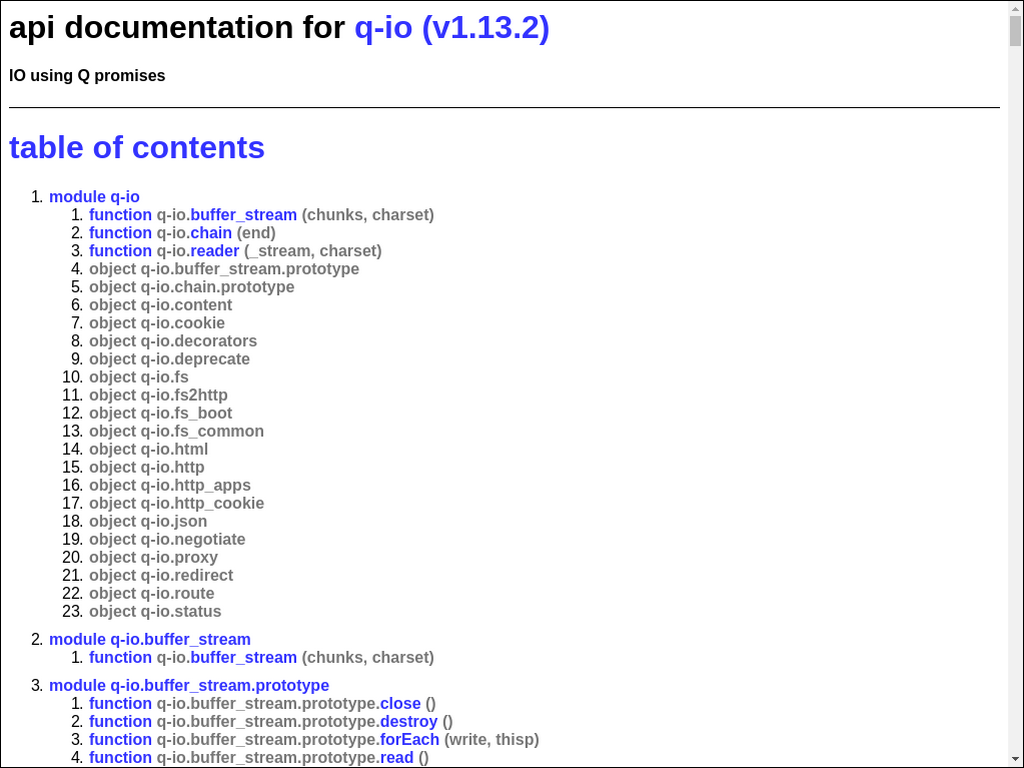 api documentation for q-io (v1.13.2)
IO using Q promises
table of contents
1. module q-io
1. function q-io.buffer_stream (chunks, charset)
2. function q-io.chain (end)
3. function q-io.reader (_stream, charset)
4. object q-io.buffer_stream.prototype
5. object q-io.chain.prototype
6. object q-io.content
7. object q-io.cookie
8. object q-io.decorators
9. object q-io.deprecate
10. object q-io.fs
11. object q-io.fs2http
12. object q-io.fs_boot
13. object q-io.fs_common
14. object q-io.html
15. object q-io.http
16. object q-io.http_apps
17. object q-io.http_cookie
18. object q-io.json
19. object q-io.negotiate
20. object q-io.proxy
21. object q-io.redirect
22. object q-io.route
23. object q-io.status
2. module q-io.buffer_stream
1. function q-io.buffer_stream (chunks, charset)
3. module q-io.buffer_stream.prototype
1. function q-io.buffer_stream.prototype.close ()
2. function q-io.buffer_stream.prototype.destroy ()
3. function q-io.buffer_stream.prototype.forEach (write, thisp)
4. function q-io.buffer_stream.prototype.read ()